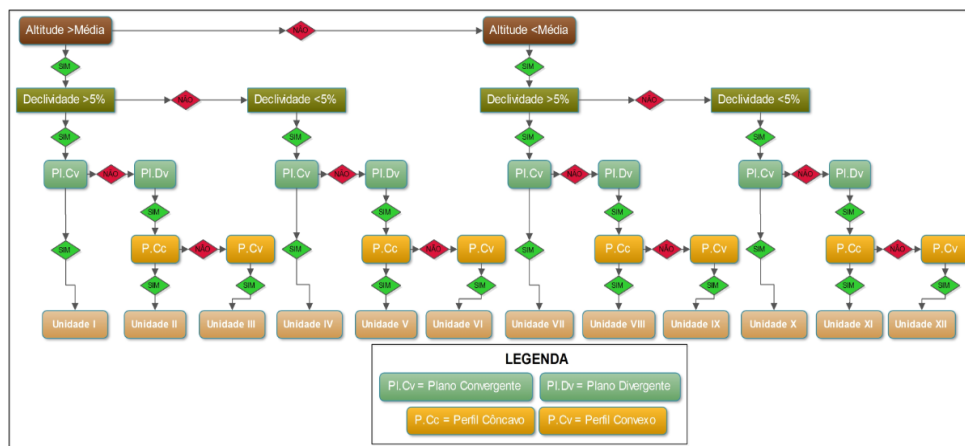 Altitude >Média
NÃO
Altitude <Média
SIM
SIM
Declividade >5%
NÃO
Declividade <5%
Declividade >5%
NÃO
Declividade <5%
SIM
SIM
SIM
SIM
Pl.Cv
NÃO
Pl.Dv
Pl.Cv
NÃO
Pl.Dv
Pl.Cv
NÃO
Pl.Dv
Pl.Cv
NÃO
Pl.Dv
SIM
SIM
SIM
SIM
SIM
P.Cc
NÃO
P.Cv
SIM
P.Cc
NÃO
P.Cv
SIM
P.Cc
NÃO
P.Cv
SIM
P.Cc
NÃO
P.Cv
SIM
SIM
SIM
SIM
SIM
SIM
SIM
SIM
Unidade I
Unidade II
Unidade III
Unidade IV
Unidade V
Unidade VI
Unidade VII
Unidade VIII
Unidade IX
Unidade X
Unidade XI
Unidade XII
LEGENDA
Pl.Cv = Plano Convergente
Pl.Dv = Plano Divergente
P.Cc = Perfil Côncavo
P.Cv = Perfil Convexo